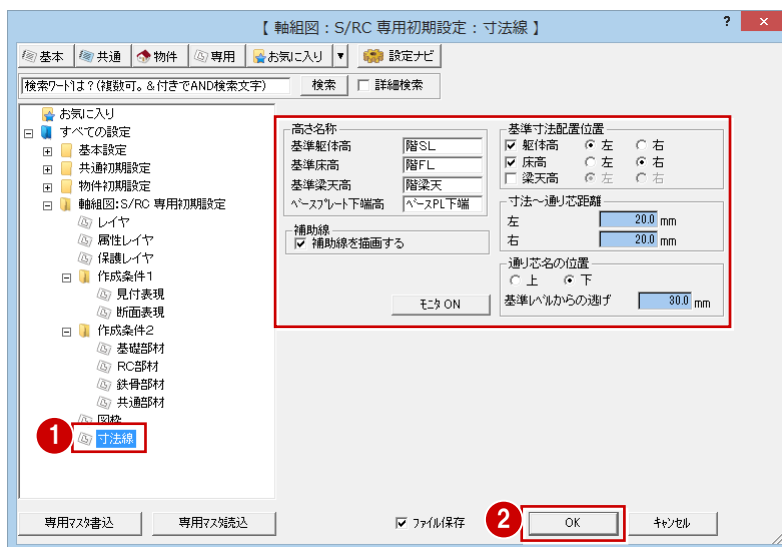 【 軸組図：S/RC 専用初期設定：寸法線 】
? ×
基本 共通 物件 専用 お気に入り ▼ 設定ナビ
検索ワードは？(複数可。&付きでAND検索文字) 検索 詳細検索
お気に入り
すべての設定
基本設定
共通初期設定
物件初期設定
軸組図:S/RC 専用初期設定
レイヤ
属性レイヤ
保護レイヤ
作成条件1
見付表現
断面表現
作成条件2
基礎部材
RC部材
鉄骨部材
共通部材
図枠
1 寸法線
高さ名称
基準躯体高 階SL
基準床高 階FL
基準梁天高 階梁天
ベースプレート下端高 ベースPL下端
補助線
補助線を描画する
モニタ ON
基準寸法配置位置
躯体高 左 右
床高 左 右
梁天高 左 右
寸法～通り芯距離
左 20.0 mm
右 20.0 mm
通り芯名の位置
上 下
基準レベルからの逃げ 30.0 mm
専用マスタ書込 専用マスタ読込 ファイル保存 2 OK キャンセル